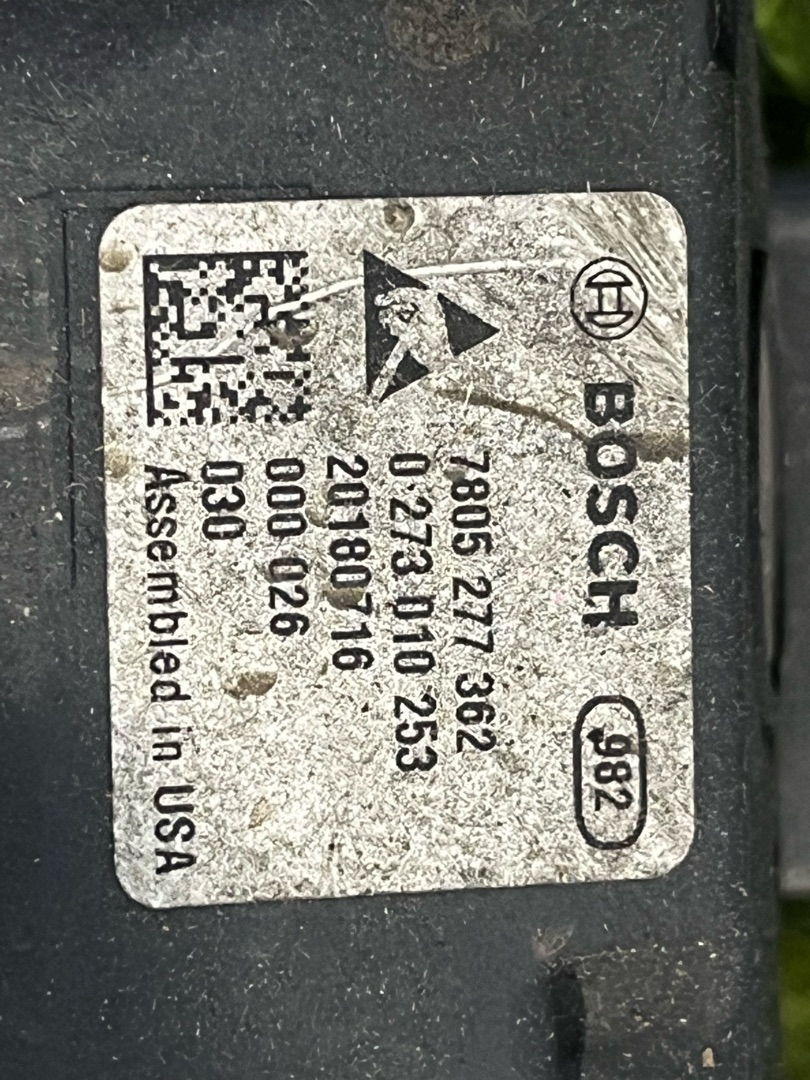 BOSCH 982
7805 277 362
0 273 010 253
20180716
000 026
030
Assembled in USA